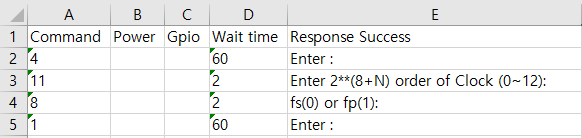 A B C D E
1 Command Power Gpio Wait time Response Success
2 4 60 Enter :
3 11 2 Enter 2**(8+N) order of Clock (0~12):
4 8 2 fs(0) or fp(1):
5 1 60 Enter :